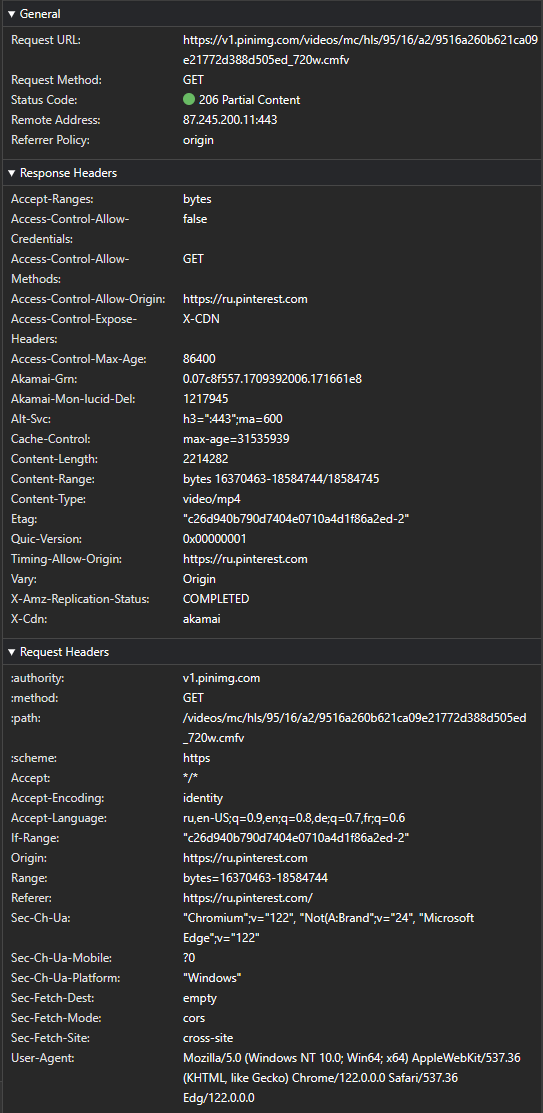 General
Request URL: https://v1.pinimg.com/videos/mc/hls/95/16/a2/9516a260b621ca09
e21772d388d505ed_720w.cmfv
Request Method: GET
Status Code: 206 Partial Content
Remote Address: 87.245.200.11:443
Referrer Policy: origin
Response Headers
Accept-Ranges: bytes
Access-Control-Allow- false
Credentials:
Access-Control-Allow- GET
Methods:
Access-Control-Allow-Origin: https://ru.pinterest.com
Access-Control-Expose- X-CDN
Headers:
Access-Control-Max-Age: 86400
Akamai-Grn: 0.07c8f557.1709392006.171661e8
Akamai-Mon-Iucid-Del: 1217945
Alt-Svc: h3=":443";ma=600
Cache-Control: max-age=31535939
Content-Length: 2214282
Content-Range: bytes 16370463-18584744/18584745
Content-Type: video/mp4
Etag: "c26d940b790d7404e0710a4d1f86a2ed-2"
Quic-Version: 0x00000001
Timing-Allow-Origin: https://ru.pinterest.com
Vary: Origin
X-Amz-Replication-Status: COMPLETED
X-Cdn: akamai
Request Headers
:authority: v1.pinimg.com
:method: GET
:path: /videos/mc/hls/95/16/a2/9516a260b621ca09e21772d388d505ed
_720w.cmfv
:scheme: https
Accept: */*
Accept-Encoding: identity
Accept-Language: ru,en-US;q=0.9,en;q=0.8,de;q=0.7,fr;q=0.6
If-Range: "c26d940b790d7404e0710a4d1f86a2ed-2"
Origin: https://ru.pinterest.com
Range: bytes=16370463-18584744
Referer: https://ru.pinterest.com/
Sec-Ch-Ua: "Chromium";v="122", "Not(A:Brand";v="24", "Microsoft
Edge";v="122"
Sec-Ch-Ua-Mobile: ?0
Sec-Ch-Ua-Platform: "Windows"
Sec-Fetch-Dest: empty
Sec-Fetch-Mode: cors
Sec-Fetch-Site: cross-site
User-Agent: Mozilla/5.0 (Windows NT 10.0; Win64; x64) AppleWebKit/537.36
(KHTML, like Gecko) Chrome/122.0.0.0 Safari/537.36
Edg/122.0.0.0